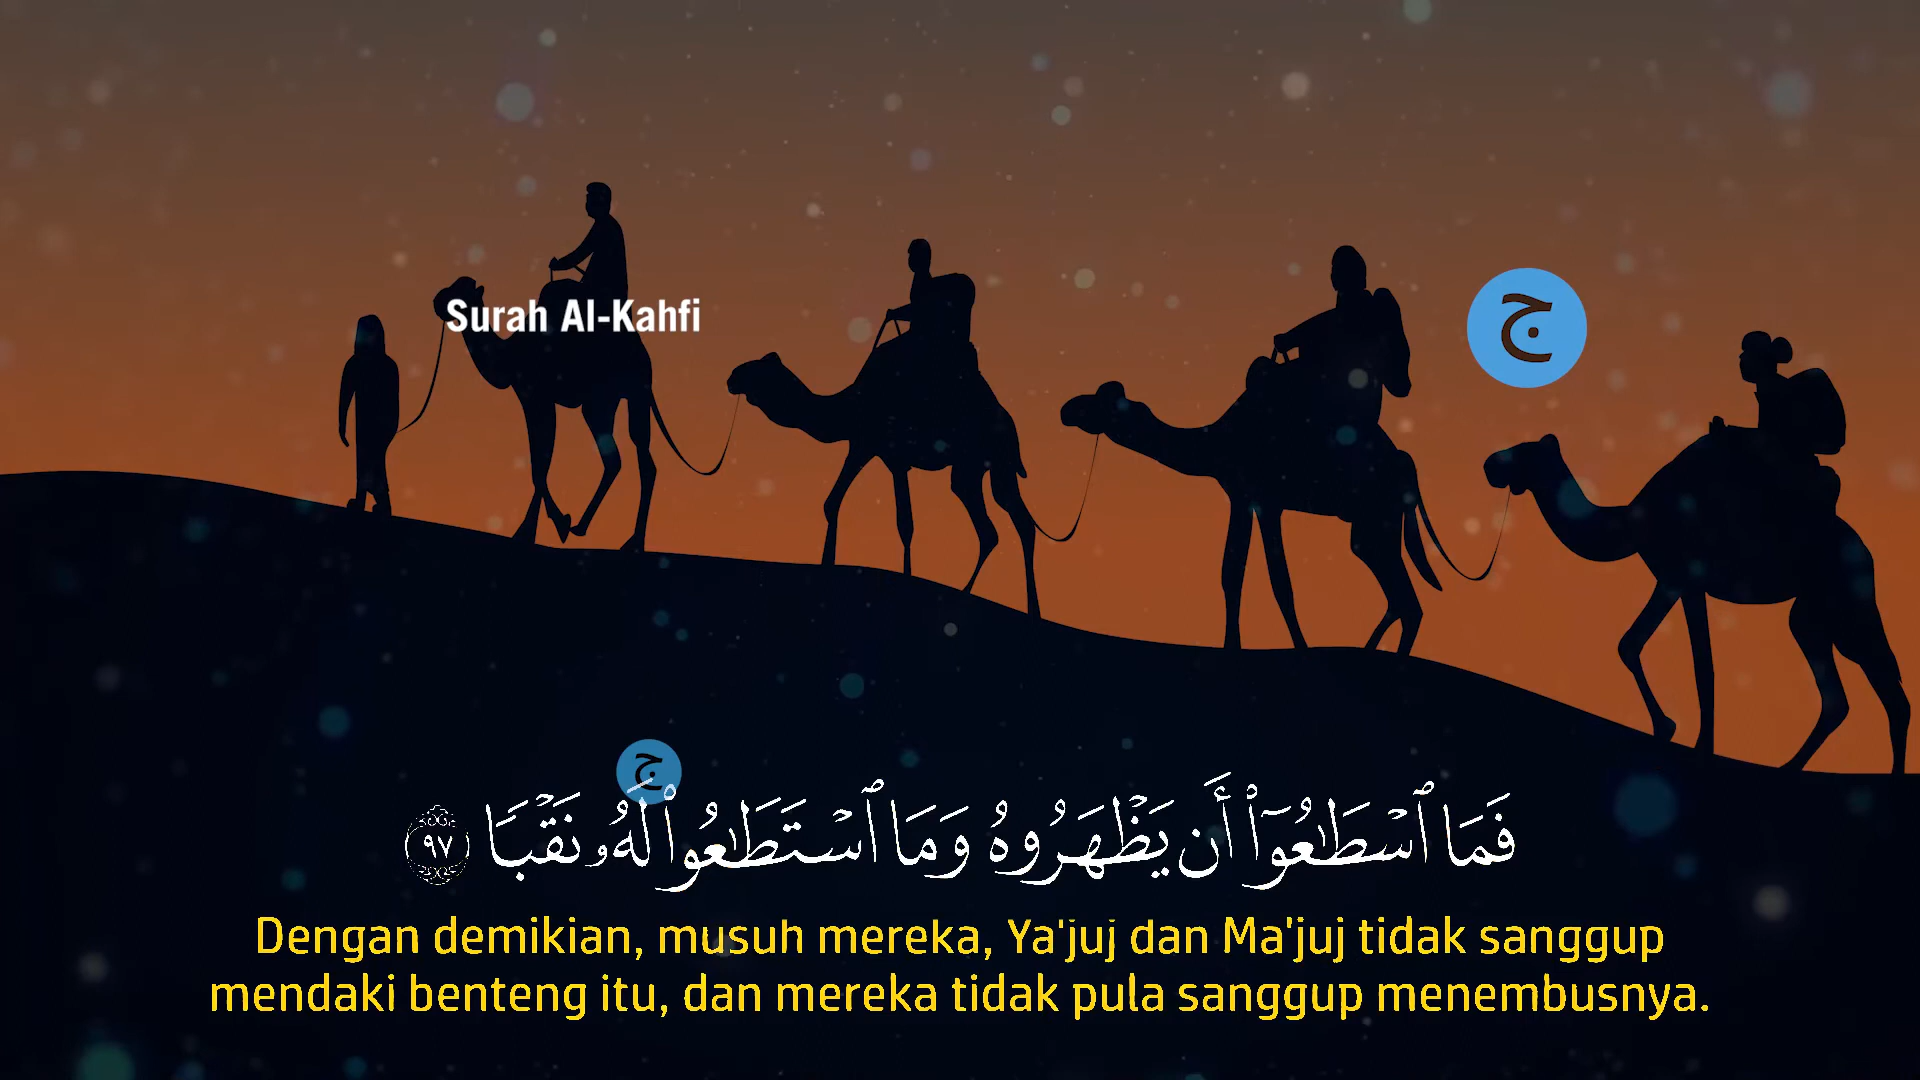 Surah Al-Kahfi
ج
ج
فَمَا ٱسْطَـٰعُوٓا۟ أَن يَظْهَرُوهُ وَمَا ٱسْتَطَـٰعُوا۟ لَهُۥ نَقْبًا ٩٧
Dengan demikian, musuh mereka, Ya'juj dan Ma'juj tidak sanggup
mendaki benteng itu, dan mereka tidak pula sanggup menembusnya.